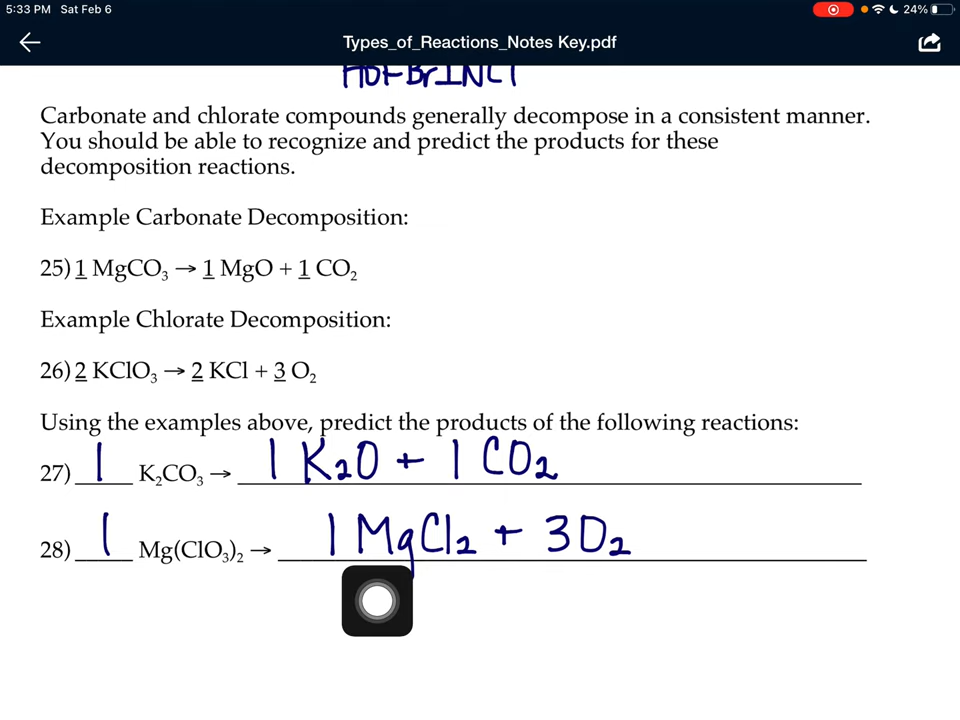 5:33 PM Sat Feb 6 24%
Types_of_Reactions_Notes Key.pdf
HOFBrINCl
Carbonate and chlorate compounds generally decompose in a consistent manner.
You should be able to recognize and predict the products for these
decomposition reactions.
Example Carbonate Decomposition:
25) 1 MgCO₃ → 1 MgO + 1 CO₂
Example Chlorate Decomposition:
26) 2 KClO₃ → 2 KCl + 3 O₂
Using the examples above, predict the products of the following reactions:
27) 1 K₂CO₃ → 1 K₂O + 1 CO₂
28) 1 Mg(ClO₃)₂ → 1 MgCl₂ + 3O₂